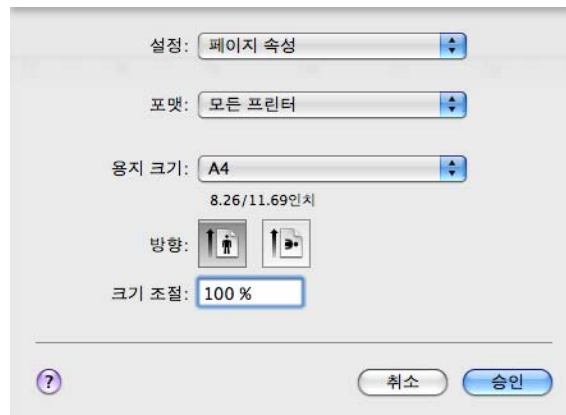 설정: 페이지 속성
포맷: 모든 프린터
용지 크기: A4
8.26/11.69인치
방향:
크기 조절: 100 %
?
취소 승인